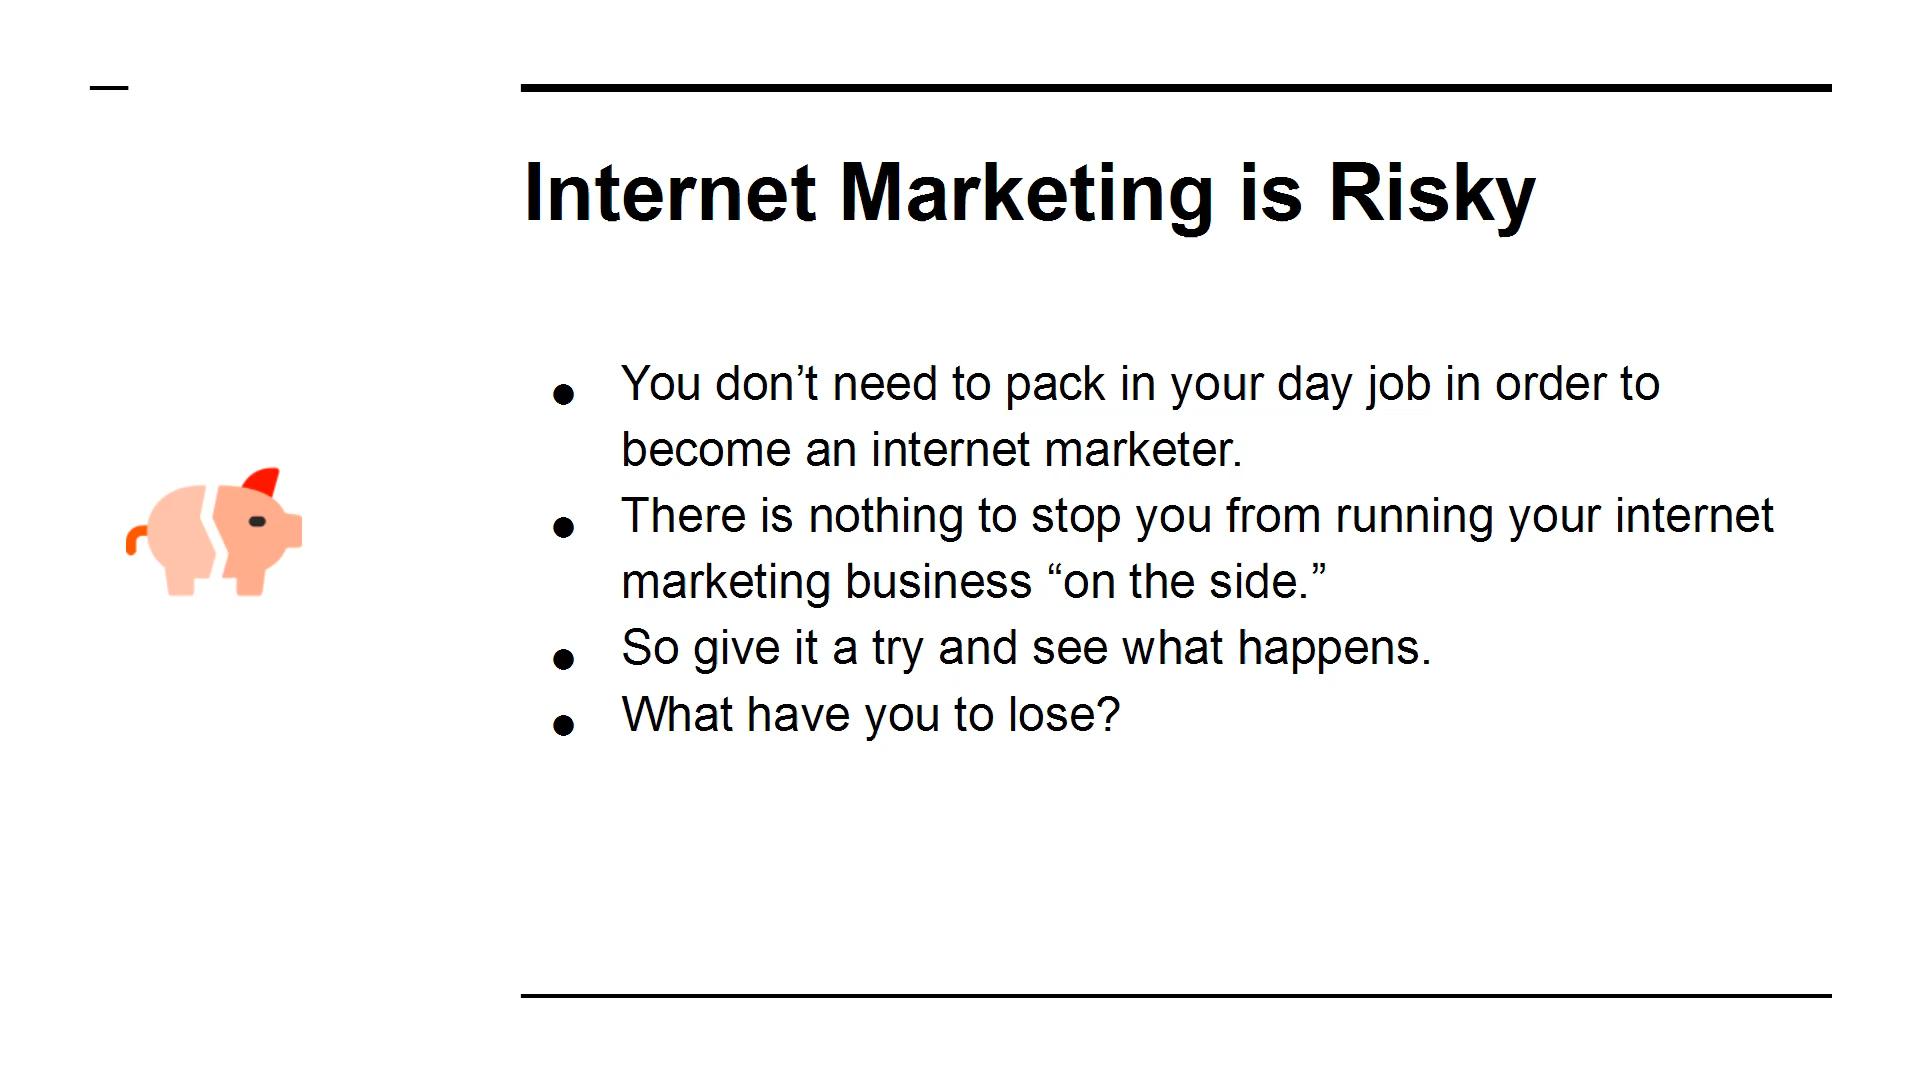 Internet Marketing is Risky
● You don’t need to pack in your day job in order to
become an internet marketer.
● There is nothing to stop you from running your internet
marketing business “on the side.”
● So give it a try and see what happens.
● What have you to lose?